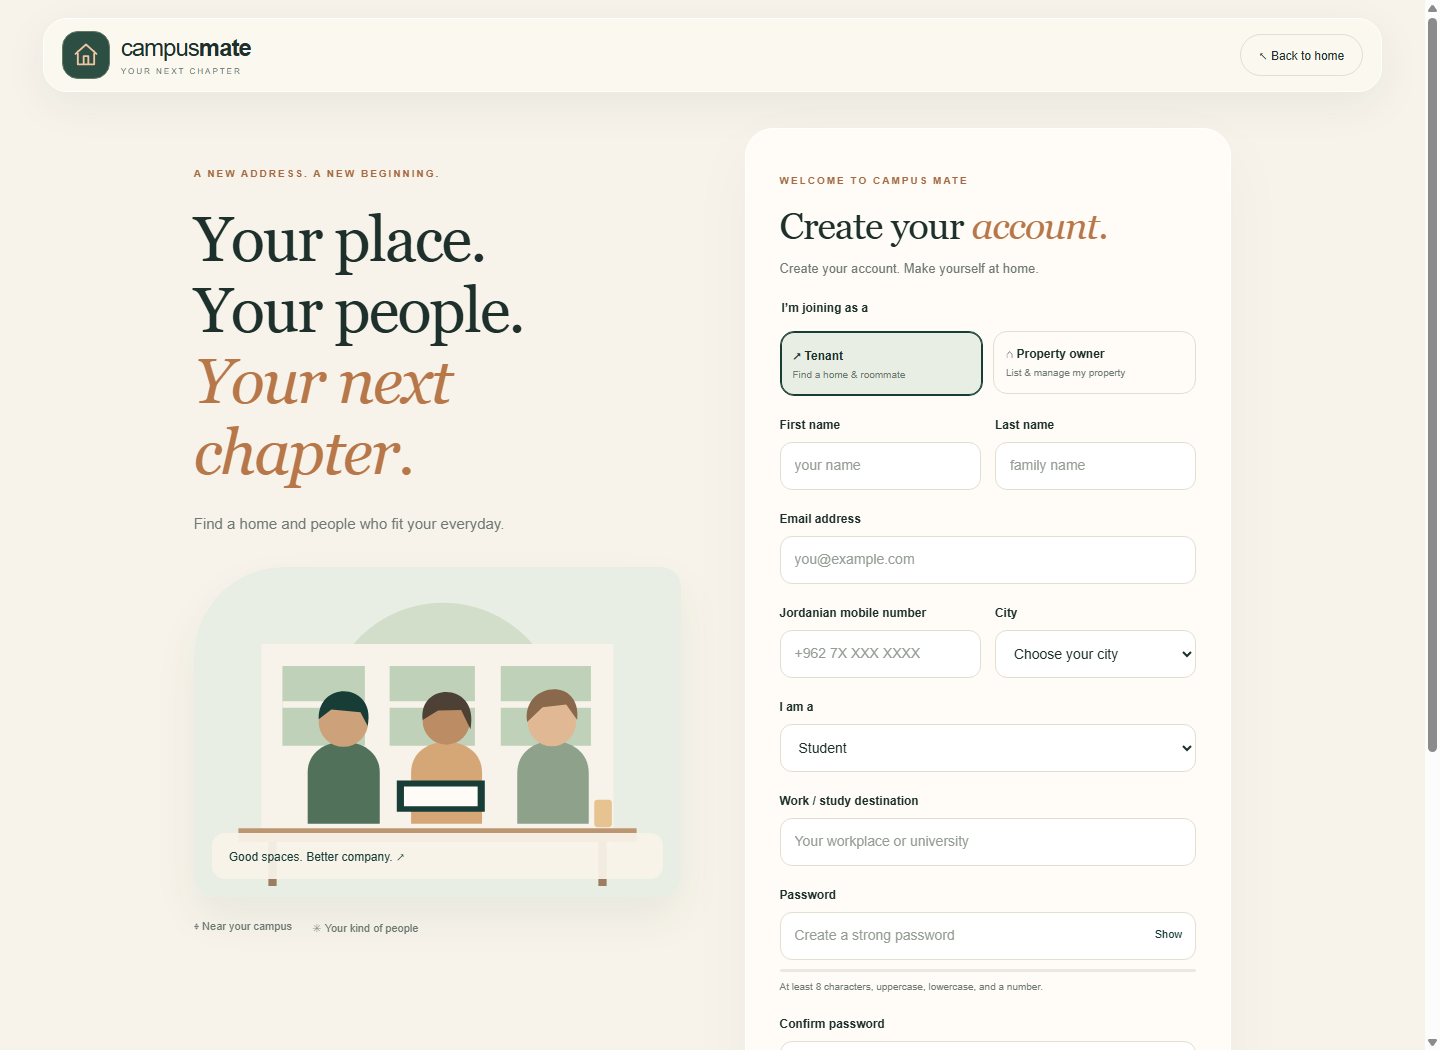 campusmate
YOUR NEXT CHAPTER
↖ Back to home
A NEW ADDRESS. A NEW BEGINNING.
Your place.
Your people.
Your next
chapter.
Find a home and people who fit your everyday.
Good spaces. Better company. ↗
⌖ Near your campus
✳ Your kind of people
WELCOME TO CAMPUS MATE
Create your account.
Create your account. Make yourself at home.
I'm joining as a
↗ Tenant
Find a home & roommate
⌂ Property owner
List & manage my property
First name
Last name
your name
family name
Email address
you@example.com
Jordanian mobile number
City
+962 7X XXX XXXX
Choose your city
I am a
Student
Work / study destination
Your workplace or university
Password
Create a strong password
Show
At least 8 characters, uppercase, lowercase, and a number.
Confirm password